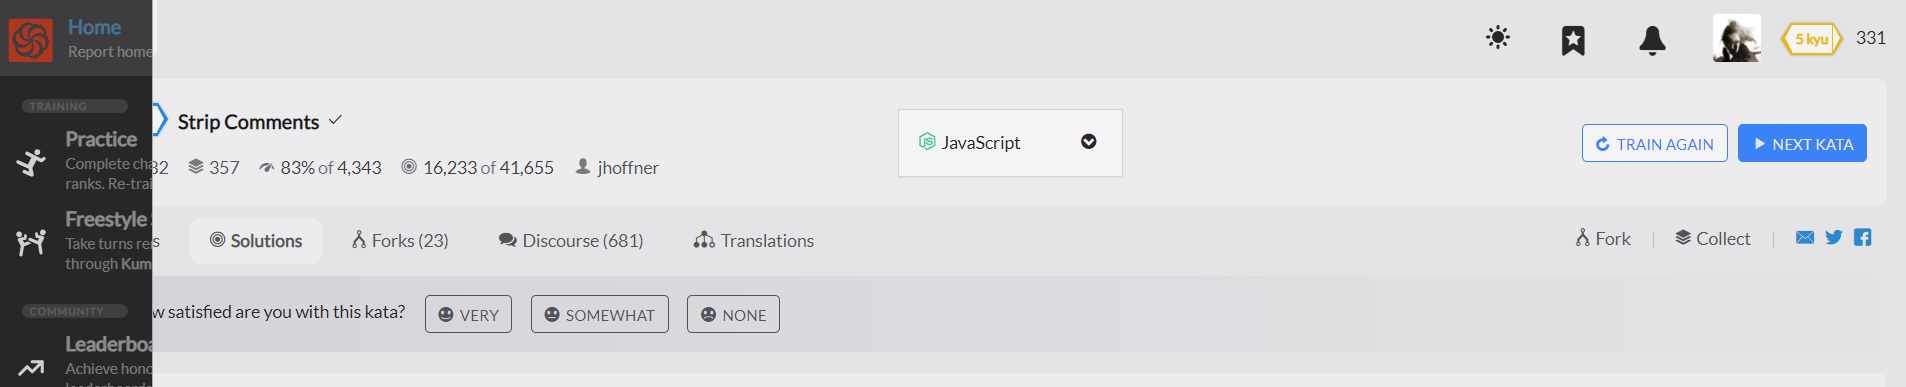 Home
Report home
5 kyu
331
TRAINING
Practice
Complete cha
ranks. Re-trai
Freestyle
Take turns re
through Kum
COMMUNITY
Leaderboa
Achieve hono
Strip Comments
JavaScript
TRAIN AGAIN
NEXT KATA
32 357 83% of 4,343 16,233 of 41,655 jhoffner
s Solutions Forks (23) Discourse (681) Translations
Fork | Collect |
w satisfied are you with this kata? VERY SOMEWHAT NONE